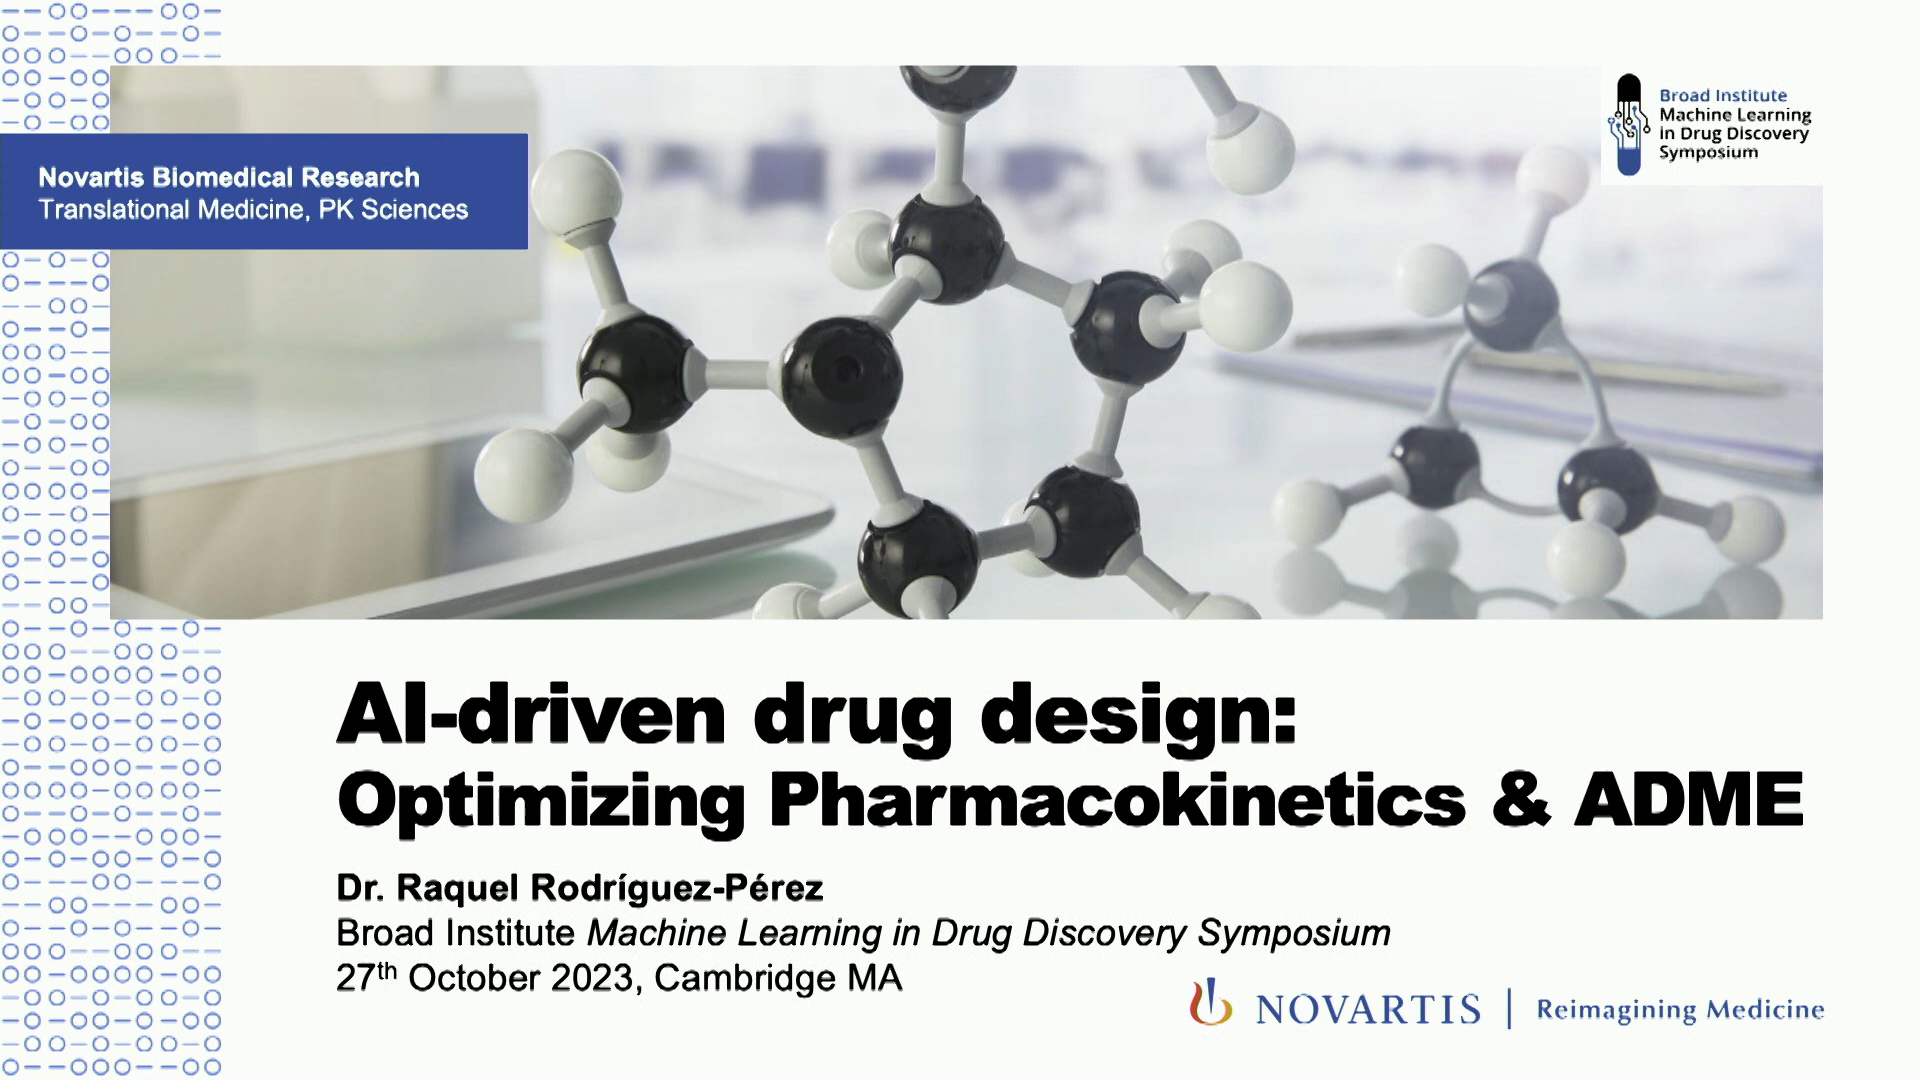 Broad Institute
Machine Learning
in Drug Discovery
Symposium
Novartis Biomedical Research
Translational Medicine, PK Sciences
AI-driven drug design:
Optimizing Pharmacokinetics & ADME
Dr. Raquel Rodríguez-Pérez
Broad Institute Machine Learning in Drug Discovery Symposium
27th October 2023, Cambridge MA
NOVARTIS | Reimagining Medicine